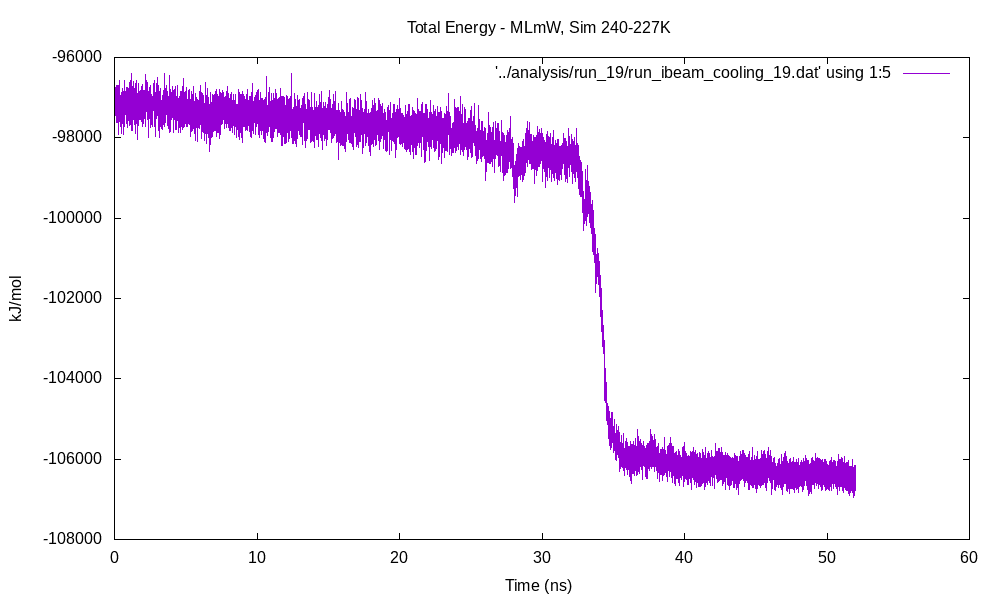 Total Energy - MLmW, Sim 240-227K
'../analysis/run_19/run_ibeam_cooling_19.dat' using 1:5
-96000
-98000
-100000
-102000
-104000
-106000
-108000
kJ/mol
0 10 20 30 40 50 60
Time (ns)